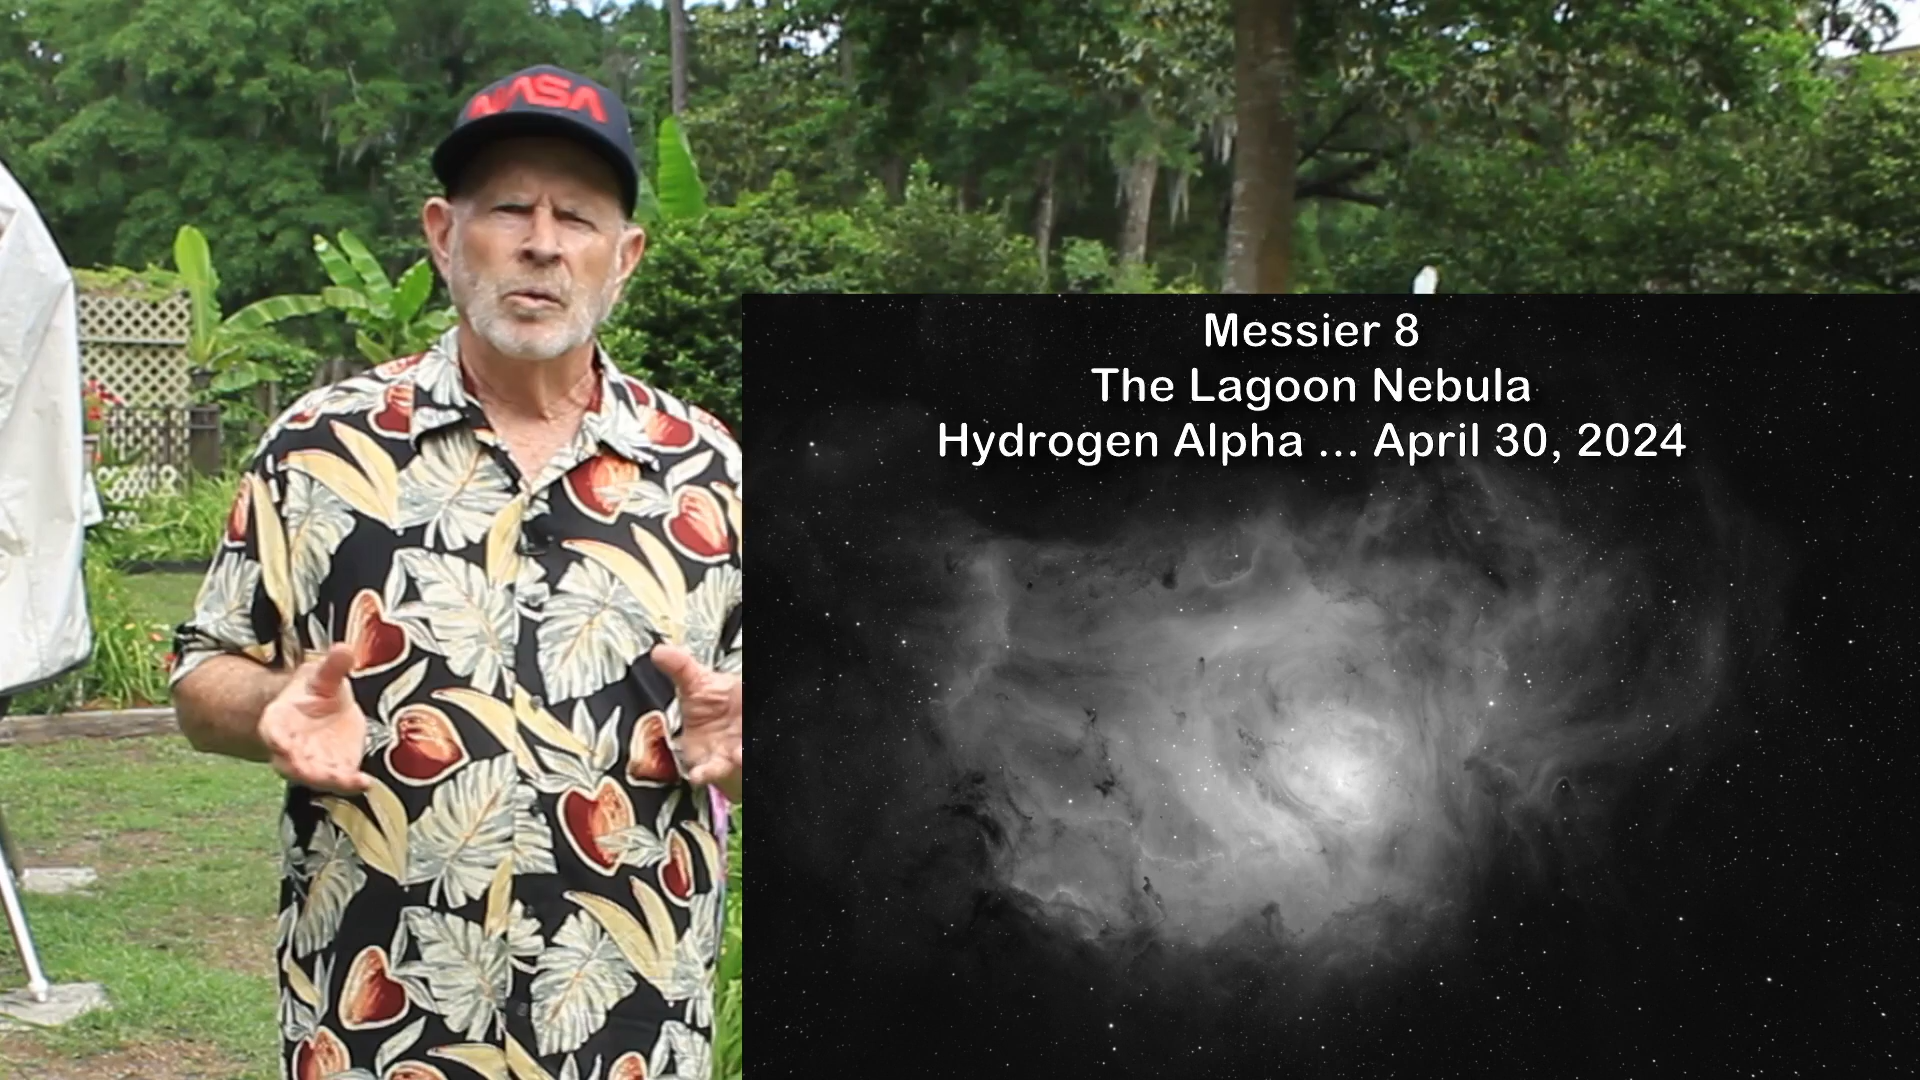 NASA
Messier 8
The Lagoon Nebula
Hydrogen Alpha ... April 30, 2024